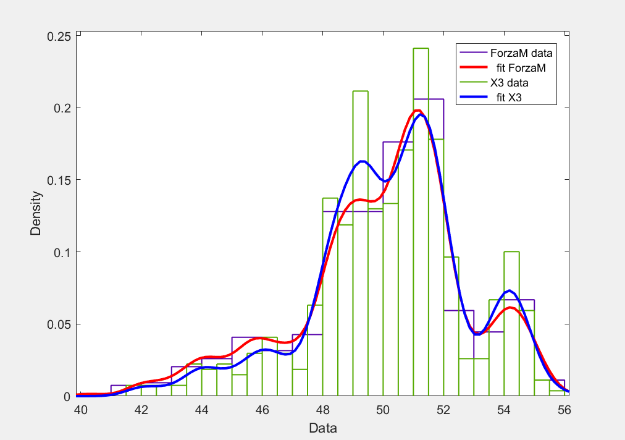 0.25
0.2
0.15
0.1
0.05
0
Density
40 42 44 46 48 50 52 54 56
Data
ForzaM data
fit ForzaM
X3 data
fit X3